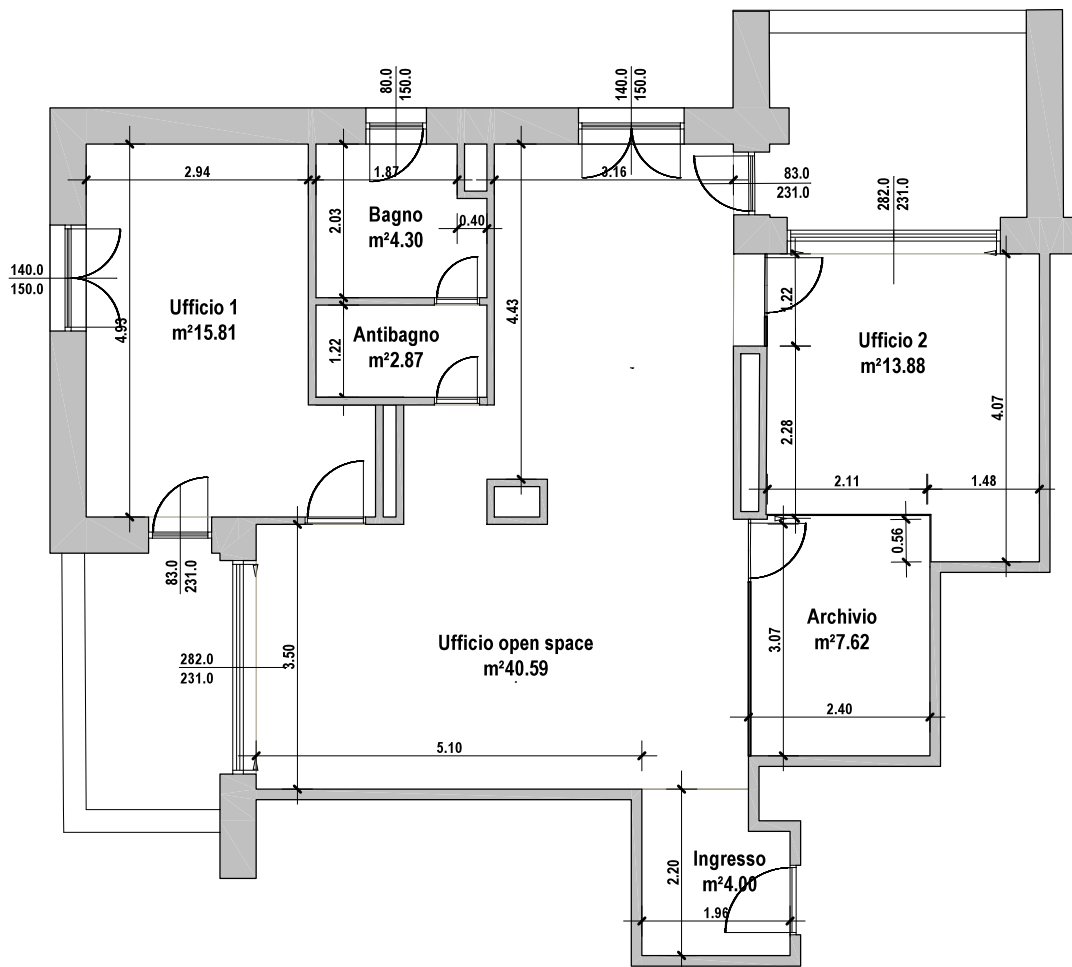 80.0
150.0
140.0
150.0
2.94
1.87
3.16
83.0
231.0
282.0
231.0
2.03
Bagno
m²4.30
0.40
140.0
150.0
4.93
Ufficio 1
m²15.81
4.43
1.22
Antibagno
m²2.87
1.22
Ufficio 2
m²13.88
4.07
2.28
2.11
1.48
0.56
83.0
231.0
3.50
Ufficio open space
m²40.59
282.0
231.0
3.07
Archivio
m²7.62
2.40
5.10
2.20
Ingresso
m²4.00
1.96